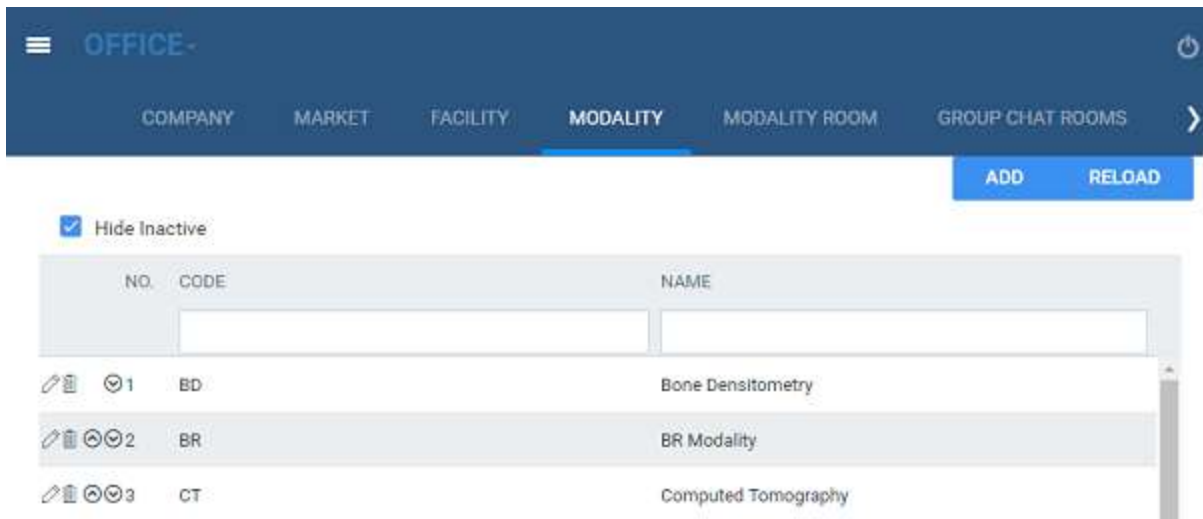 OFFICE
COMPANY MARKET FACILITY MODALITY MODALITY ROOM GROUP CHAT ROOMS
ADD RELOAD
Hide Inactive
NO. CODE NAME
1 BD Bone Densitometry
2 BR BR Modality
3 CT Computed Tomography